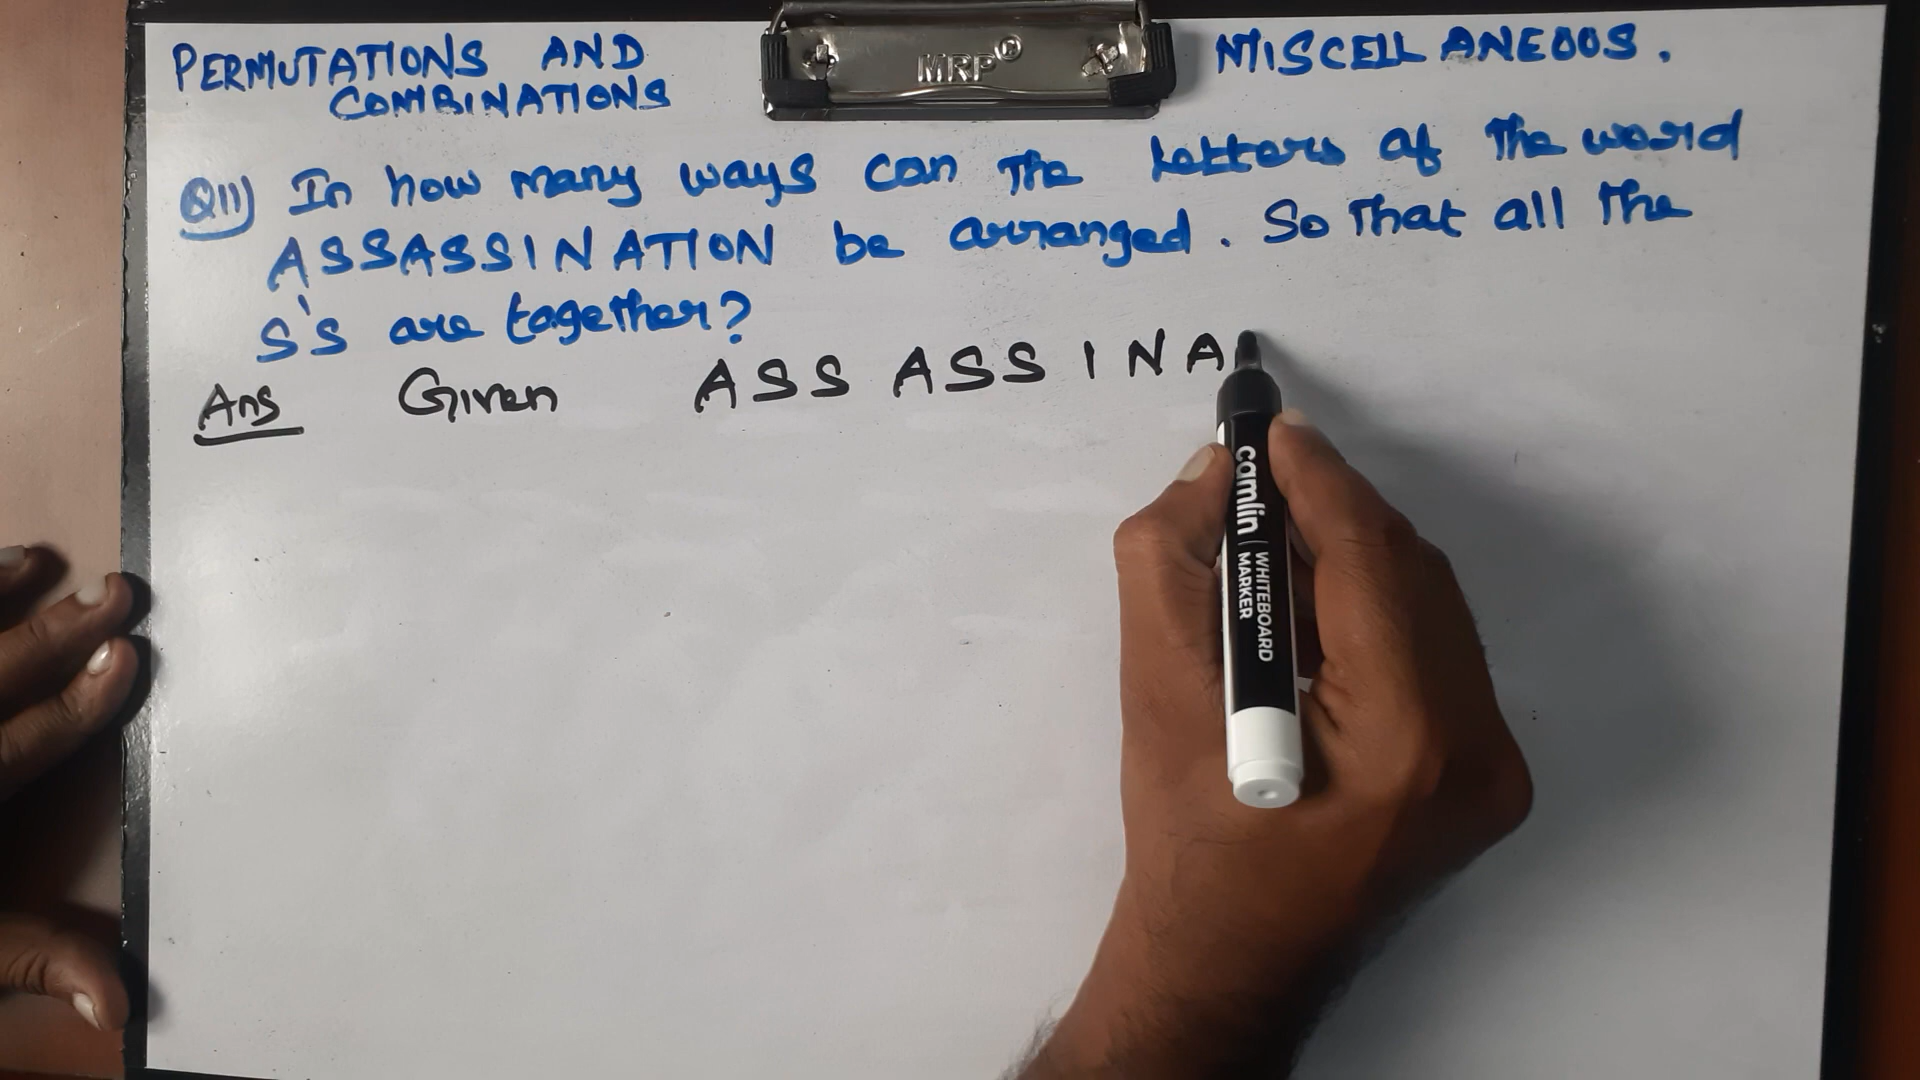 PERMUTATIONS AND
COMBINATIONS
MRP
MISCELLANEOUS.
Q11) In how many ways can the letters of the word
ASSASSINATION be arranged. So that all the
S's are together?
Ans Given ASS ASS INA
camlin WHITEBOARD MARKER